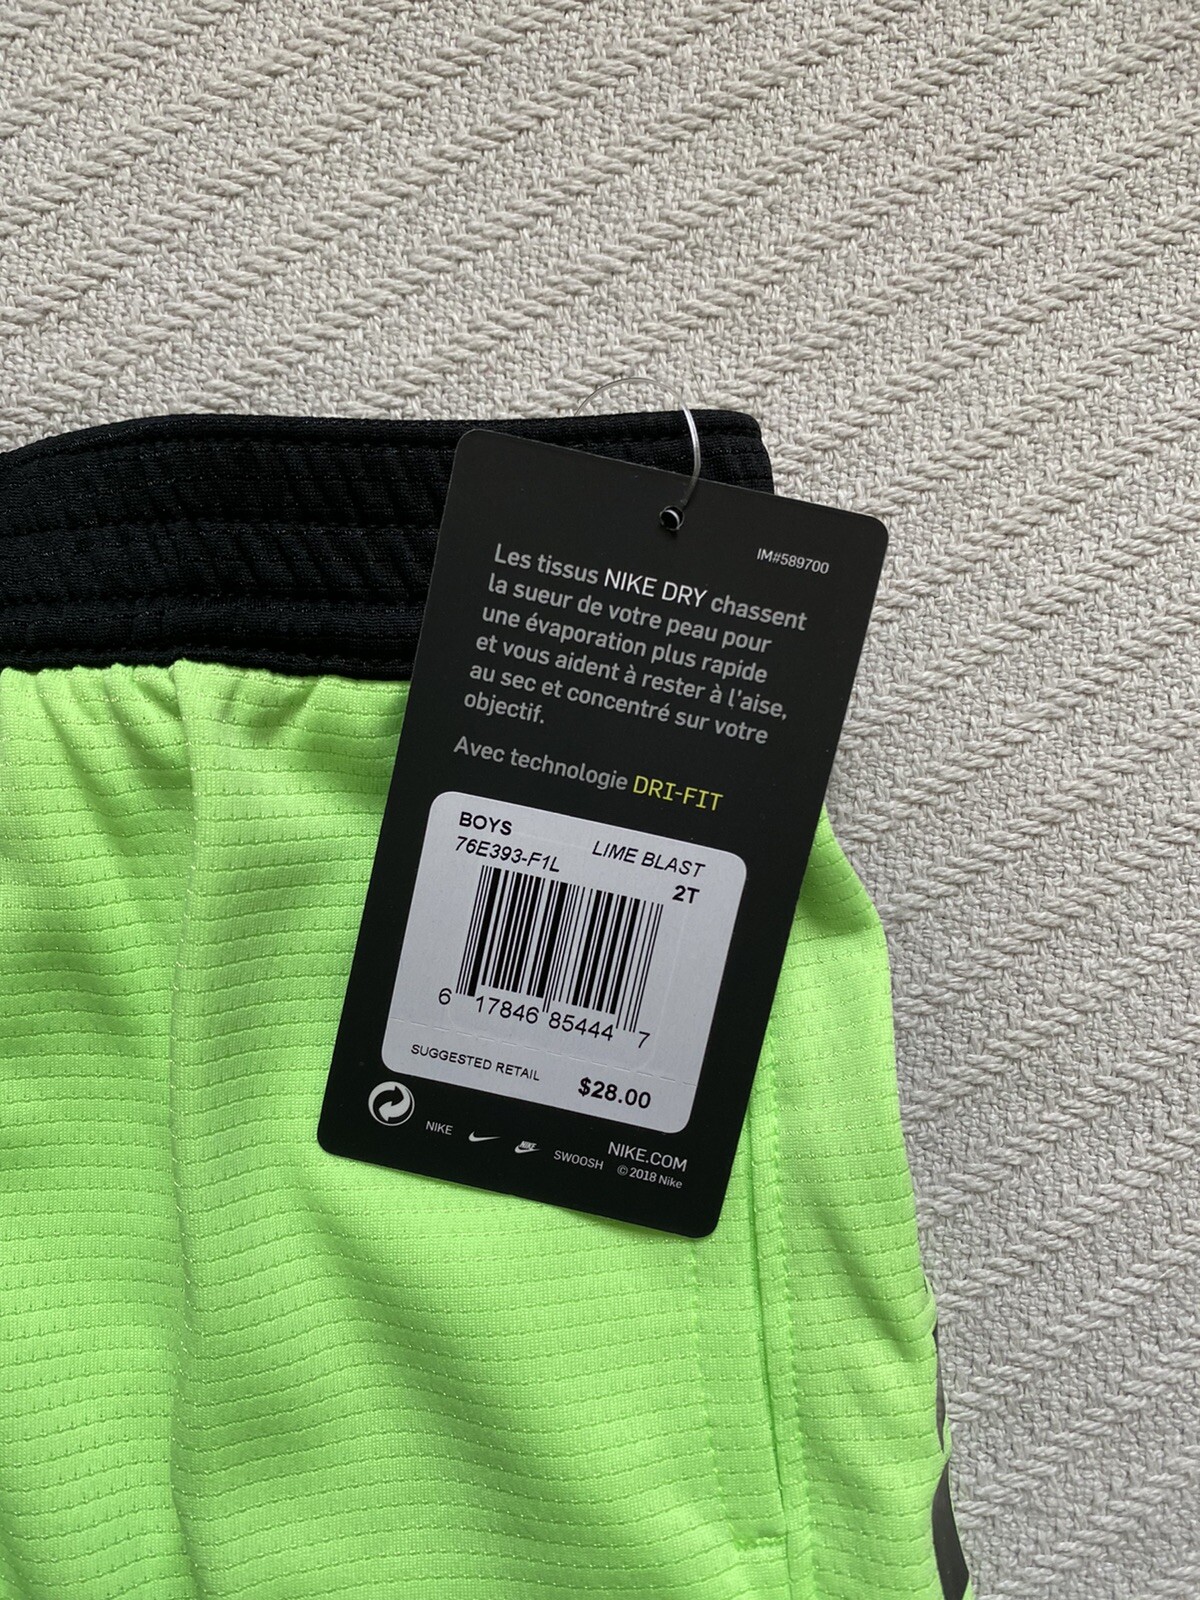 IM#589700
Les tissus NIKE DRY chassent
la sueur de votre peau pour
une évaporation plus rapide
et vous aident à rester à l'aise,
au sec et concentré sur votre
objectif.
Avec technologie DRI-FIT
BOYS
76E393-F1L
LIME BLAST
2T
6 17846 85444 7
SUGGESTED RETAIL $28.00
NIKE
NIKE
SWOOSH
NIKE.COM
© 2018 Nike